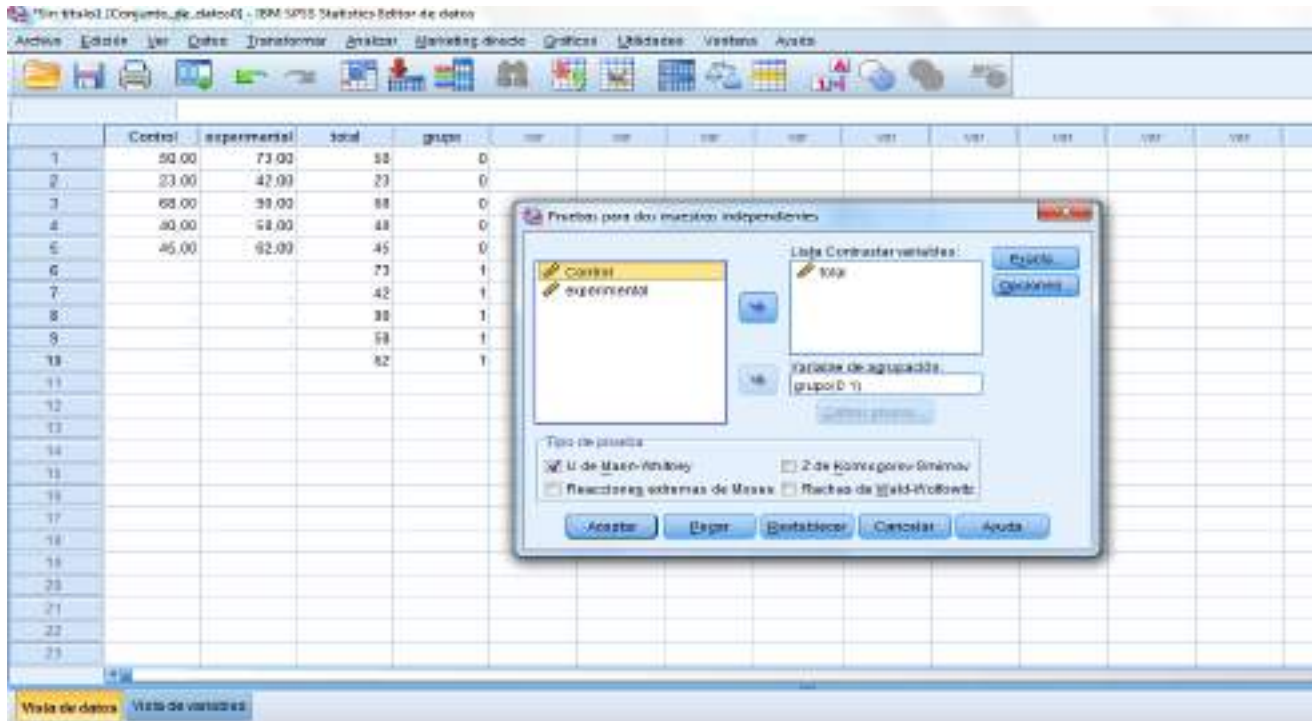 *Sin título1 [Conjunto_de_datos0] - IBM SPSS Statistics Editor de datos
Archivo Edición Ver Datos Transformar Analizar Marketing directo Gráficos Utilidades Ventana Ayuda
Control experimental total grupo var var var var var var var var var
1 50.00 73.00 50 0
2 23.00 42.00 23 0
3 68.00 90.00 68 0
4 40.00 58.00 40 0
5 45.00 62.00 45 0
6 . . 73 1
7 . . 42 1
8 . . 90 1
9 . . 58 1
10 . . 62 1
11
12
13
14
15
16
17
18
19
20
21
22
23
Pruebas para dos muestras independientes
Control
experimental
Lista Contrastar variables:
total
Exacta...
Opciones...
Variable de agrupación:
grupo(0 1)
Definir grupos...
Tipo de prueba
U de Mann-Whitney
Z de Kolmogorov-Smirnov
Reacciones extremas de Moses
Rachas de Wald-Wolfowitz
Aceptar Pegar Restablecer Cancelar Ayuda
Vista de datos Vista de variables